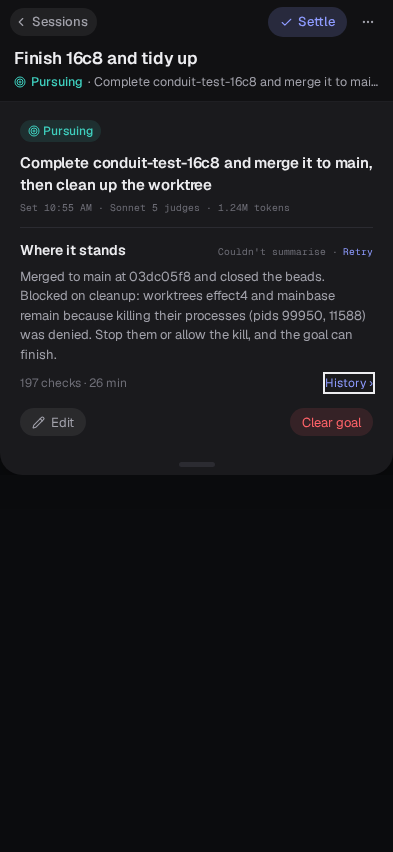 Sessions
Settle
Finish 16c8 and tidy up
Pursuing · Complete conduit-test-16c8 and merge it to mai…
Pursuing
Complete conduit-test-16c8 and merge it to main,
then clean up the worktree
Set 10:55 AM · Sonnet 5 judges · 1.24M tokens
Where it stands
Couldn't summarise · Retry
Merged to main at 03dc05f8 and closed the beads.
Blocked on cleanup: worktrees effect4 and mainbase
remain because killing their processes (pids 99950, 11588)
was denied. Stop them or allow the kill, and the goal can
finish.
197 checks · 26 min
History ›
Edit
Clear goal